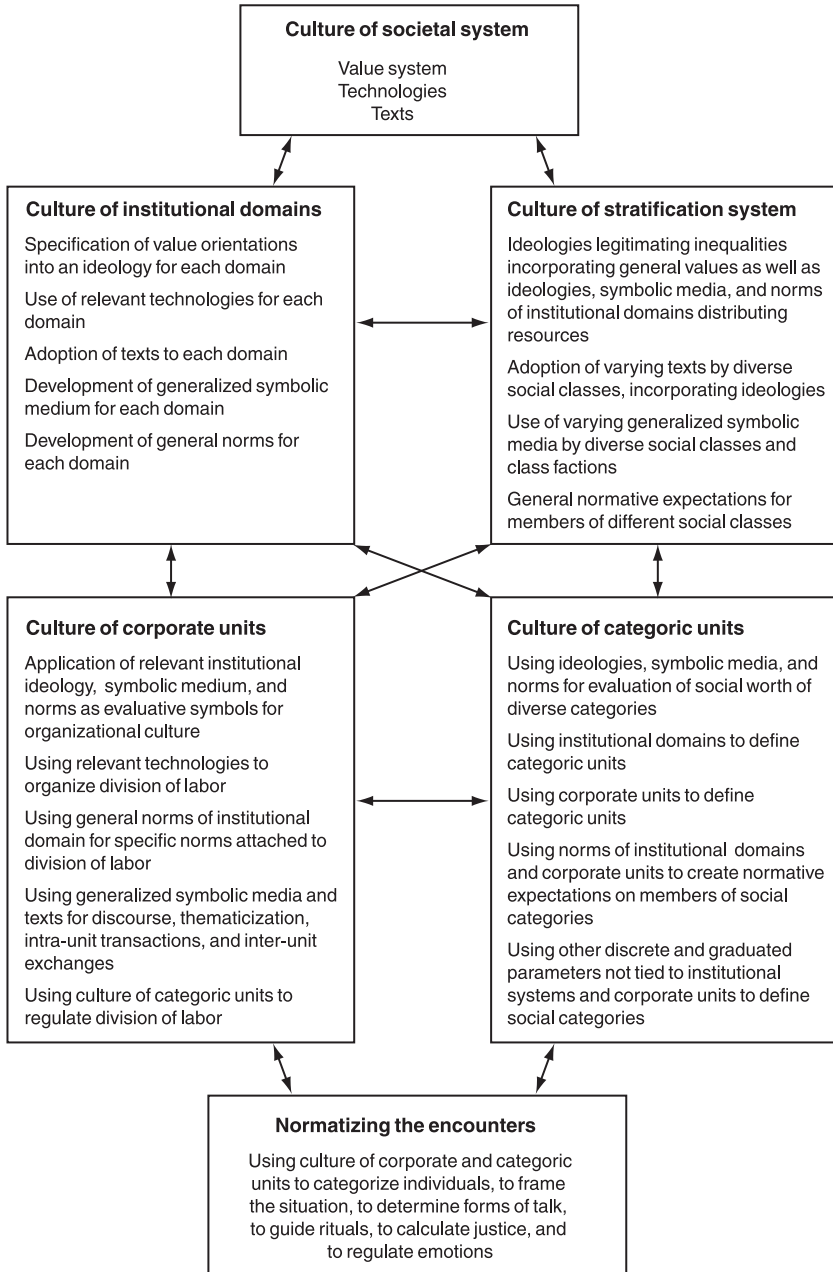 Culture of societal system
Value system
Technologies
Texts
Culture of institutional domains
Specification of value orientations
into an ideology for each domain
Use of relevant technologies for each
domain
Adoption of texts to each domain
Development of generalized symbolic
medium for each domain
Development of general norms for
each domain
Culture of stratification system
Ideologies legitimating inequalities
incorporating general values as well as
ideologies, symbolic media, and norms
of institutional domains distributing
resources
Adoption of varying texts by diverse
social classes, incorporating ideologies
Use of varying generalized symbolic
media by diverse social classes and
class factions
General normative expectations for
members of different social classes
Culture of corporate units
Application of relevant institutional
ideology, symbolic medium, and
norms as evaluative symbols for
organizational culture
Using relevant technologies to
organize division of labor
Using general norms of institutional
domain for specific norms attached to
division of labor
Using generalized symbolic media and
texts for discourse, thematicization,
intra-unit transactions, and inter-unit
exchanges
Using culture of categoric units to
regulate division of labor
Culture of categoric units
Using ideologies, symbolic media, and
norms for evaluation of social worth of
diverse categories
Using institutional domains to define
categoric units
Using corporate units to define
categoric units
Using norms of institutional domains
and corporate units to create normative
expectations on members of social
categories
Using other discrete and graduated
parameters not tied to institutional
systems and corporate units to define
social categories
Normatizing the encounters
Using culture of corporate and categoric
units to categorize individuals, to frame
the situation, to determine forms of talk,
to guide rituals, to calculate justice, and
to regulate emotions